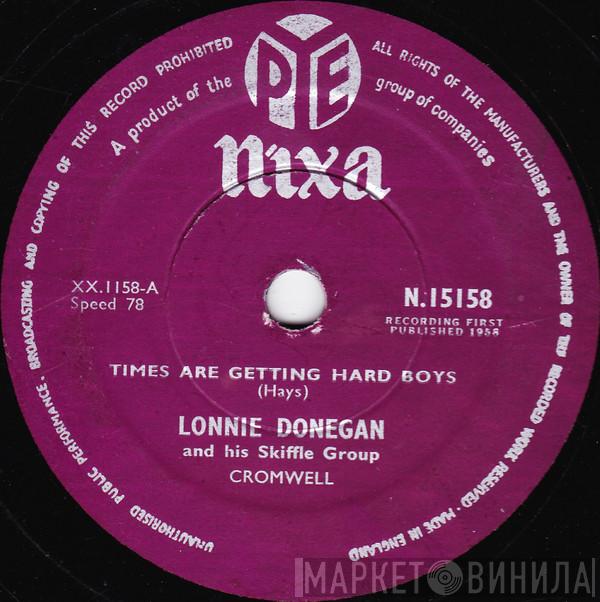 UNAUTHORISED PUBLIC PERFORMANCE, BROADCASTING AND COPYING OF THIS RECORD PROHIBITED
ALL RIGHTS OF THE MANUFACTURERS AND THE OWNER OF THE RECORDED WORK RESERVED - MADE IN ENGLAND
A product of the
PYE
group of companies
Nixa
XX.1158-A
Speed 78
N.15158
RECORDING FIRST
PUBLISHED 1958
TIMES ARE GETTING HARD BOYS
(Hays)
LONNIE DONEGAN
and his Skiffle Group
CROMWELL
МАРКЕТ ВИНИЛА